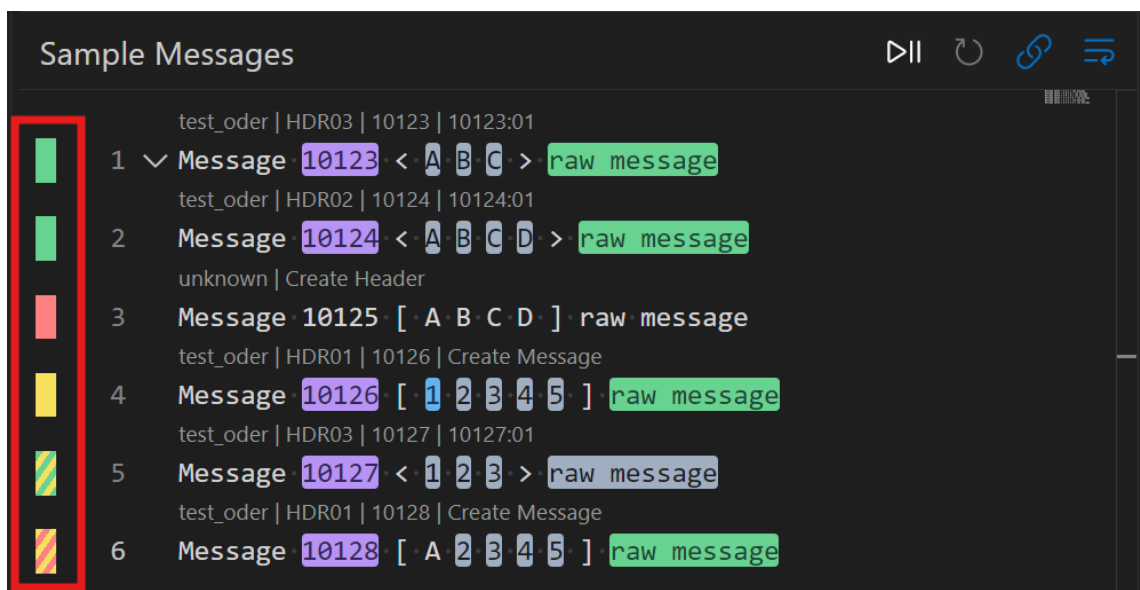 Sample Messages
test_oder | HDR03 | 10123 | 10123:01
1 Message 10123 < A B C > raw message
test_oder | HDR02 | 10124 | 10124:01
2 Message 10124 < A B C D > raw message
unknown | Create Header
3 Message 10125 [ A B C D ] raw message
test_oder | HDR01 | 10126 | Create Message
4 Message 10126 [ 1 2 3 4 5 ] raw message
test_oder | HDR03 | 10127 | 10127:01
5 Message 10127 < 1 2 3 > raw message
test_oder | HDR01 | 10128 | Create Message
6 Message 10128 [ A 2 3 4 5 ] raw message